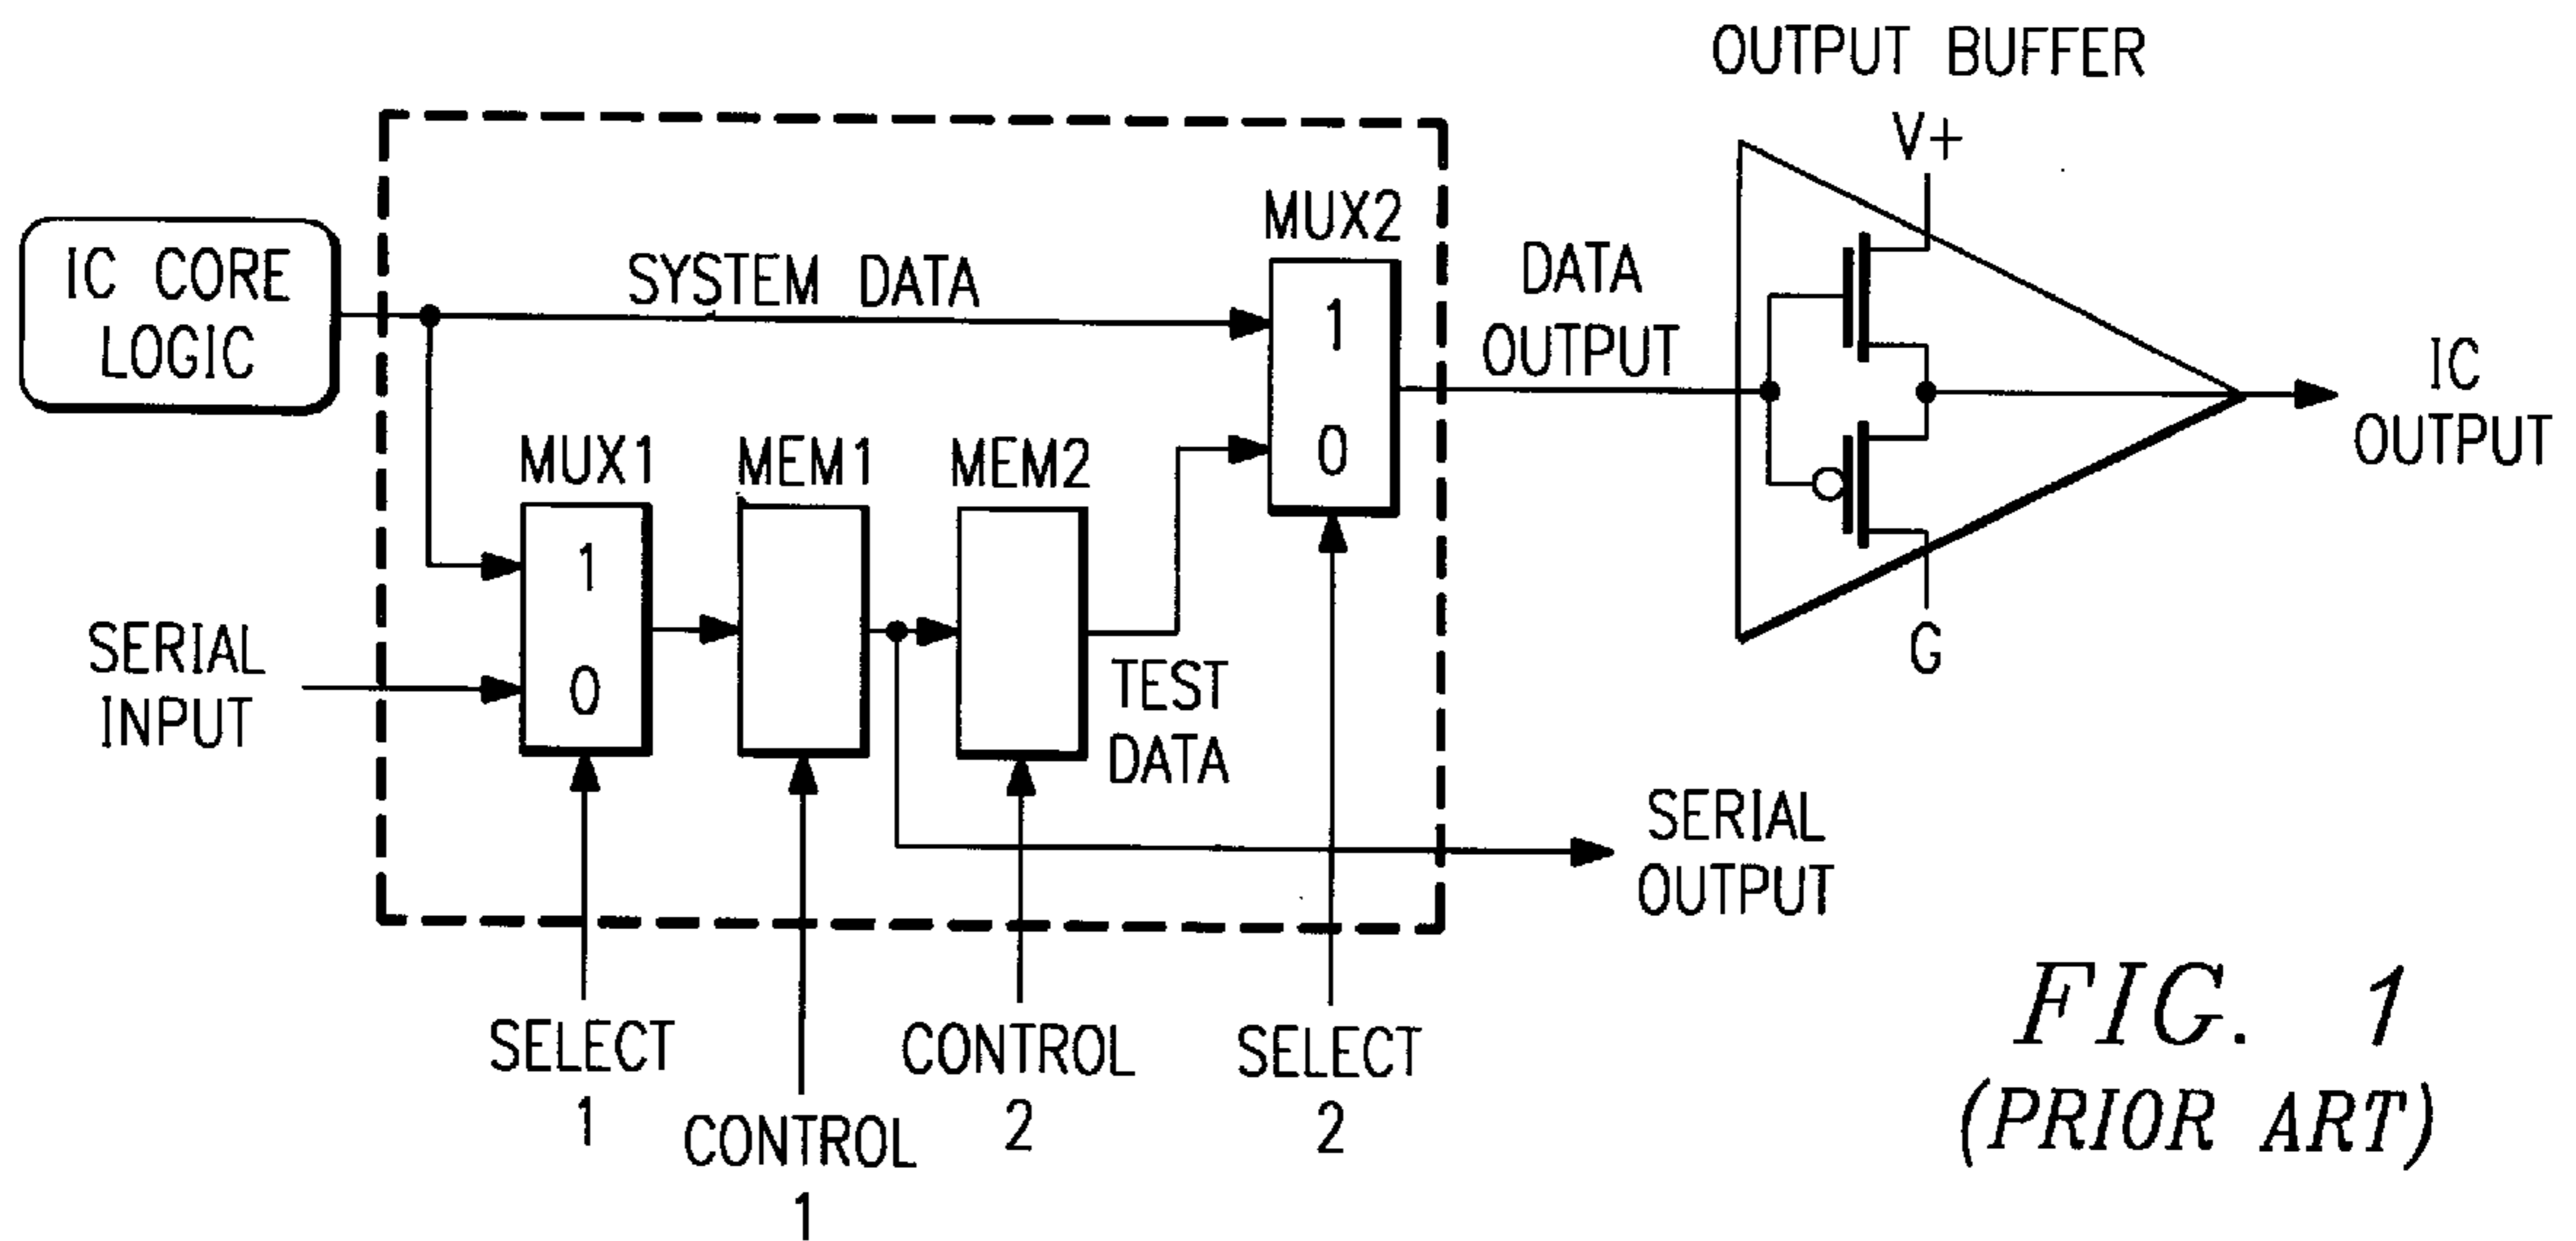 OUTPUT BUFFER
V+
IC CORE
LOGIC
SYSTEM DATA
MUX2
1
0
DATA
OUTPUT
IC
OUTPUT
G
MUX1
MEM1
MEM2
1
0
SERIAL
INPUT
TEST
DATA
SERIAL
OUTPUT
SELECT
1
CONTROL
1
CONTROL
2
SELECT
2
FIG. 1
(PRIOR ART)